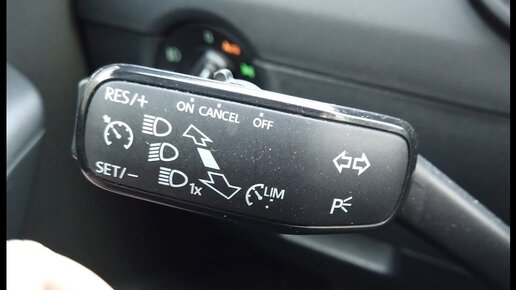 RES/+
ON CANCEL OFF
SET/-
1x
LIM
P